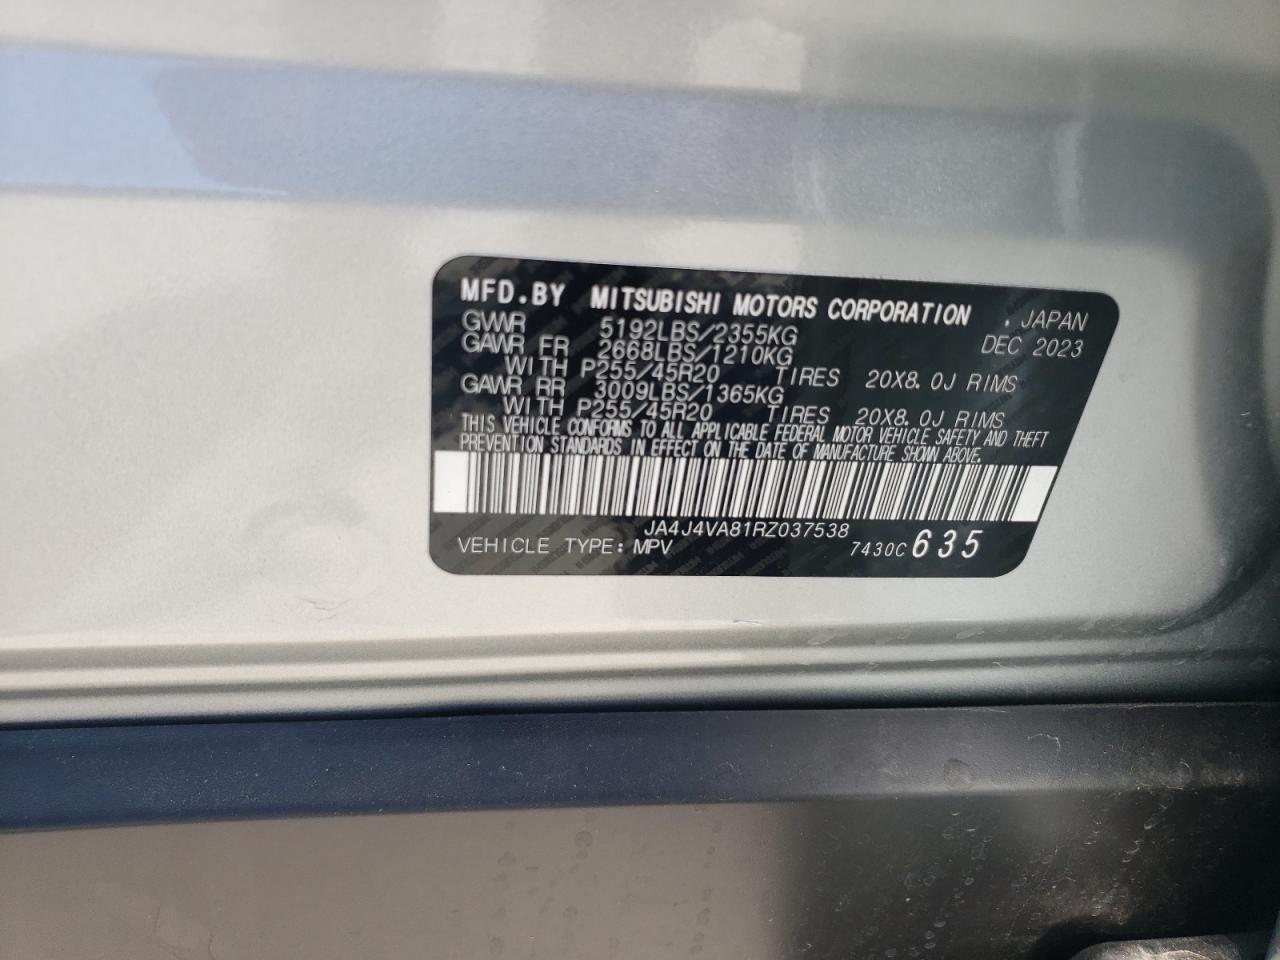 MFD.BY MITSUBISHI MOTORS CORPORATION , JAPAN
GVWR 5192LBS/2355KG DEC 2023
GAWR FR 2668LBS/1210KG
WITH P255/45R20 TIRES 20X8.0J RIMS
GAWR RR 3009LBS/1365KG
WITH P255/45R20 TIRES 20X8.0J RIMS
THIS VEHICLE CONFORMS TO ALL APPLICABLE FEDERAL MOTOR VEHICLE SAFETY AND THEFT
PREVENTION STANDARDS IN EFFECT ON THE DATE OF MANUFACTURE SHOWN ABOVE.
JA4J4VA81RZ037538
VEHICLE TYPE: MPV 7430C 635